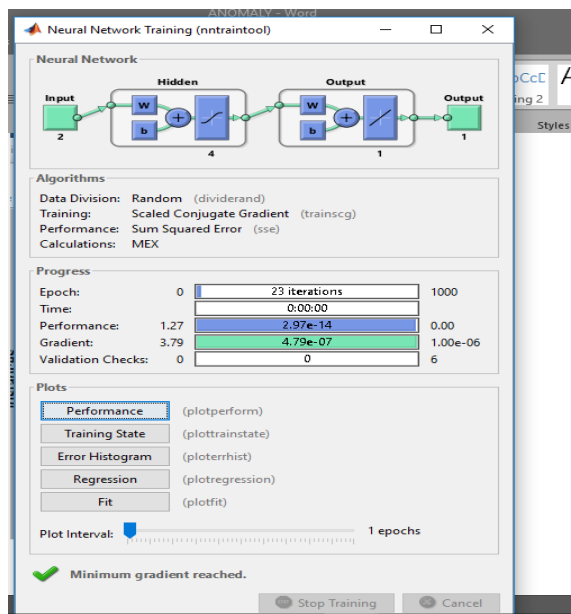 ANOMALY - Word
Neural Network Training (nntraintool)
Neural Network
Hidden
Output
Input
W
b
+
W
b
+
Output
2
4
1
1
Algorithms
Data Division: Random (dividerand)
Training: Scaled Conjugate Gradient (trainscg)
Performance: Sum Squared Error (sse)
Calculations: MEX
Progress
Epoch: 0 23 iterations 1000
Time: 0:00:00
Performance: 1.27 2.97e-14 0.00
Gradient: 3.79 4.79e-07 1.00e-06
Validation Checks: 0 0 6
Plots
Performance (plotperform)
Training State (plottrainstate)
Error Histogram (ploterrhist)
Regression (plotregression)
Fit (plotfit)
Plot Interval: 1 epochs
Minimum gradient reached.
Stop Training Cancel
ing 2
Styles